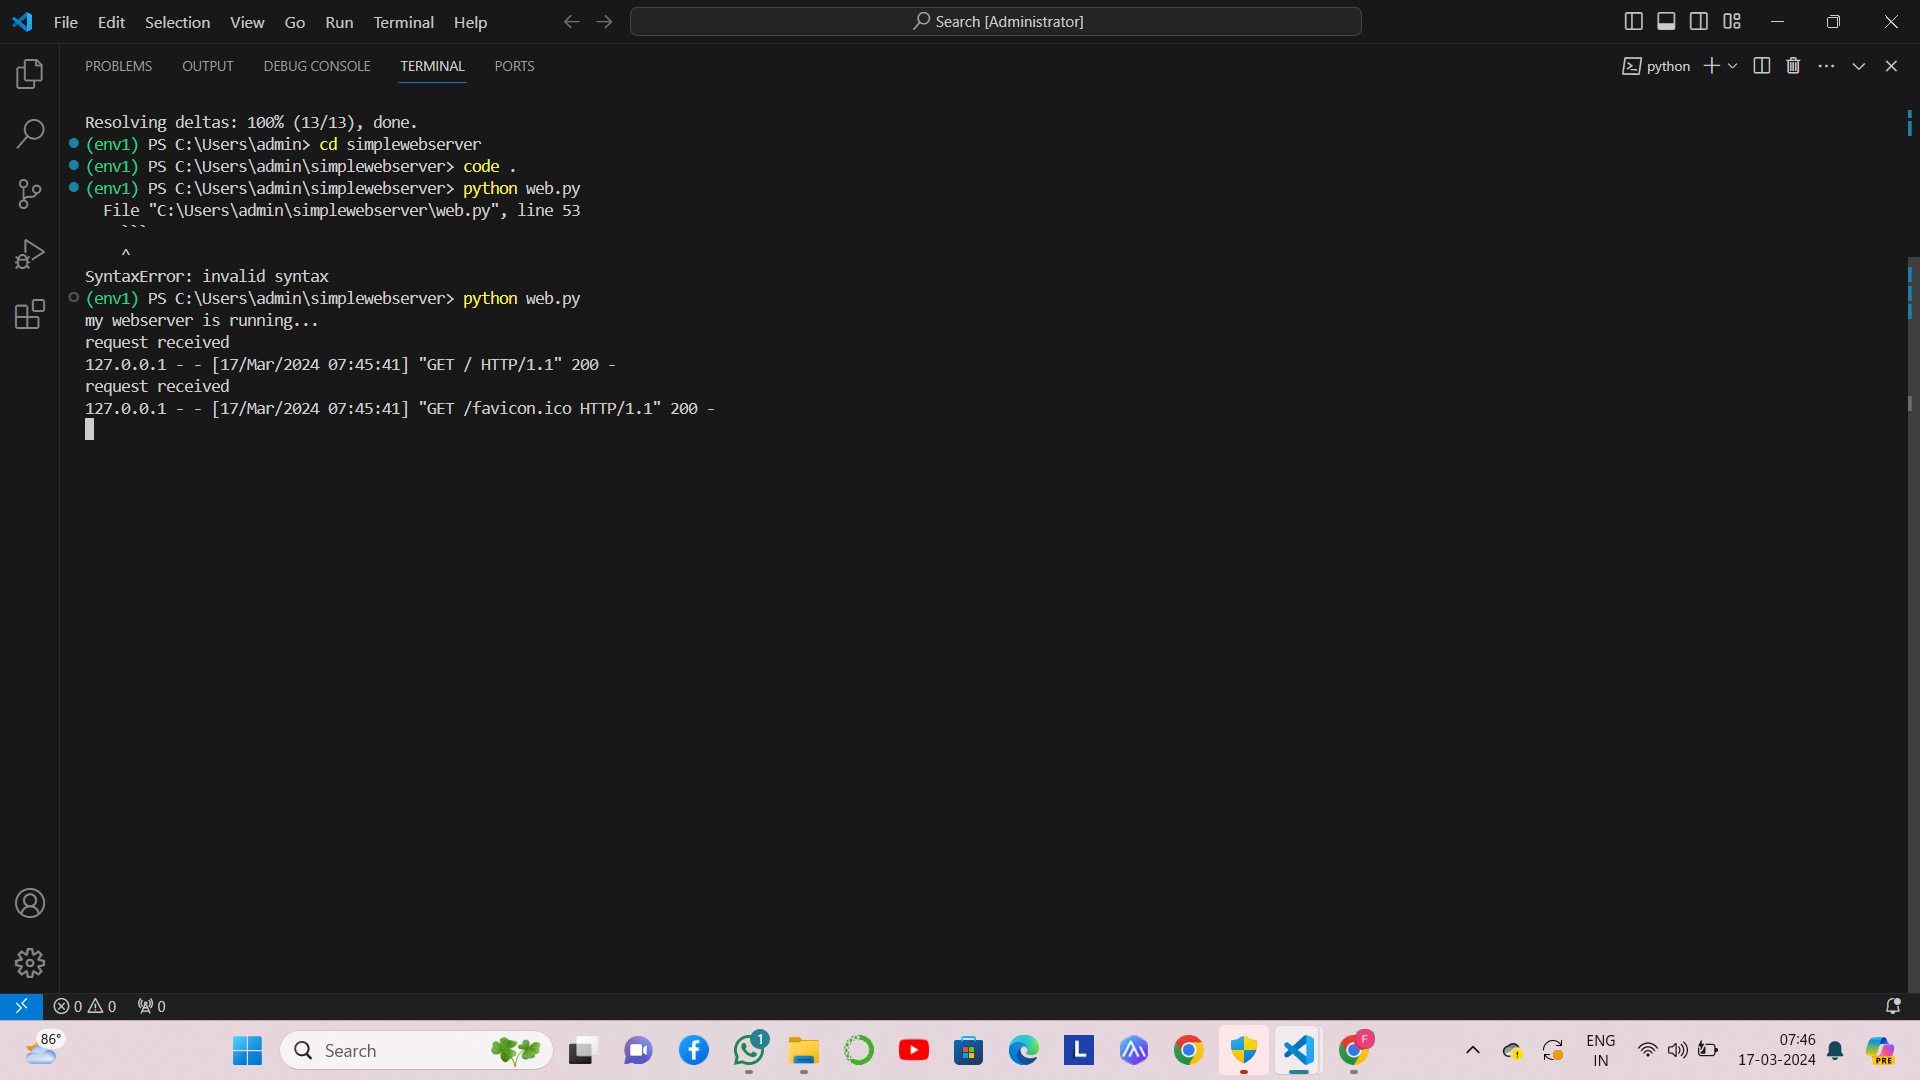 File Edit Selection View Go Run Terminal Help
Search [Administrator]
PROBLEMS OUTPUT DEBUG CONSOLE TERMINAL PORTS
python
Resolving deltas: 100% (13/13), done.
(env1) PS C:\Users\admin> cd simplewebserver
(env1) PS C:\Users\admin\simplewebserver> code .
(env1) PS C:\Users\admin\simplewebserver> python web.py
File "C:\Users\admin\simplewebserver\web.py", line 53
```
^
SyntaxError: invalid syntax
(env1) PS C:\Users\admin\simplewebserver> python web.py
my webserver is running...
request received
127.0.0.1 - - [17/Mar/2024 07:45:41] "GET / HTTP/1.1" 200 -
request received
127.0.0.1 - - [17/Mar/2024 07:45:41] "GET /favicon.ico HTTP/1.1" 200 -
0 0 0
86°
Search
1
L
F
ENG
IN
07:46
17-03-2024
PRE